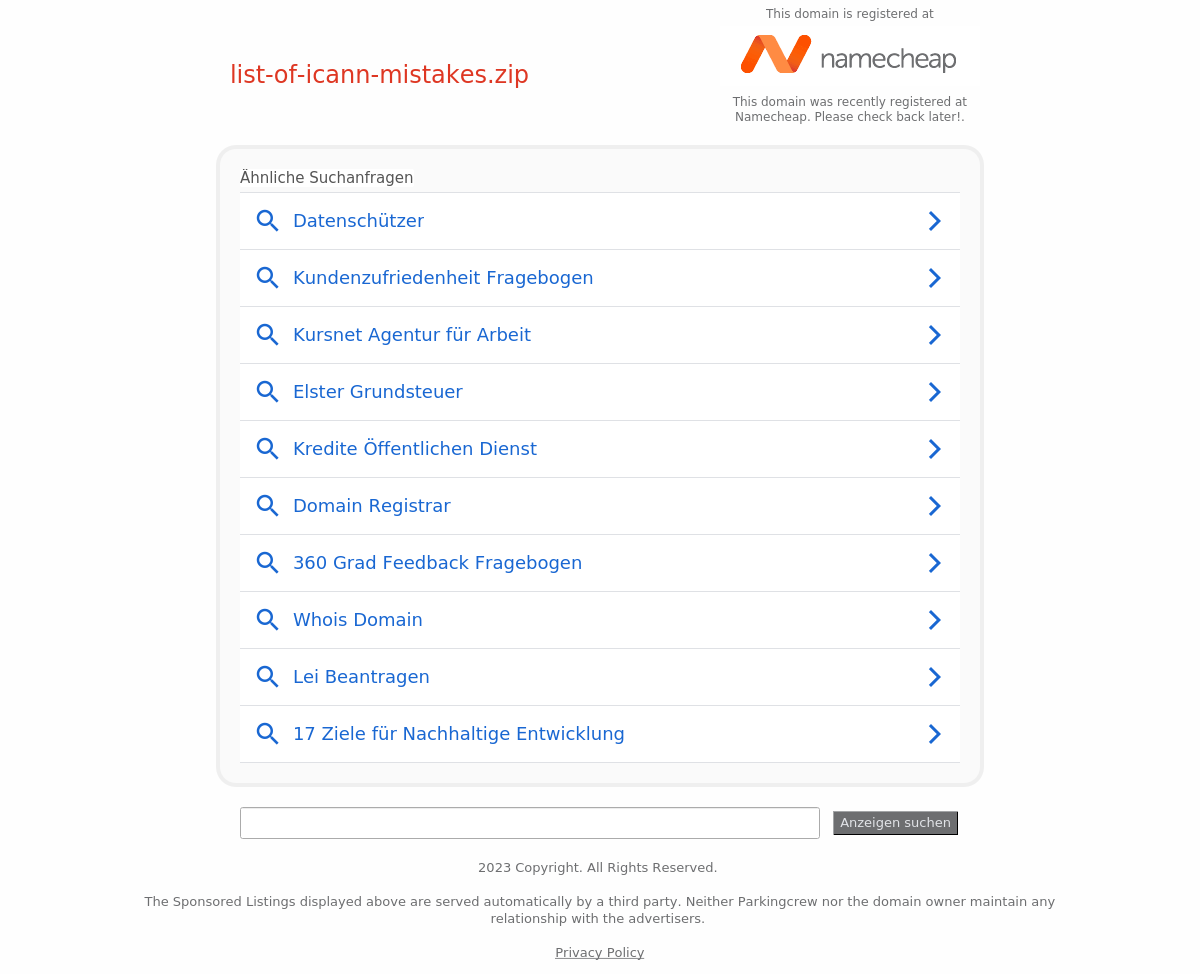 This domain is registered at
namecheap
list-of-icann-mistakes.zip
This domain was recently registered at
Namecheap. Please check back later!.
Ähnliche Suchanfragen
Datenschützer
Kundenzufriedenheit Fragebogen
Kursnet Agentur für Arbeit
Elster Grundsteuer
Kredite Öffentlichen Dienst
Domain Registrar
360 Grad Feedback Fragebogen
Whois Domain
Lei Beantragen
17 Ziele für Nachhaltige Entwicklung
Anzeigen suchen
2023 Copyright. All Rights Reserved.
The Sponsored Listings displayed above are served automatically by a third party. Neither Parkingcrew nor the domain owner maintain any
relationship with the advertisers.
Privacy Policy